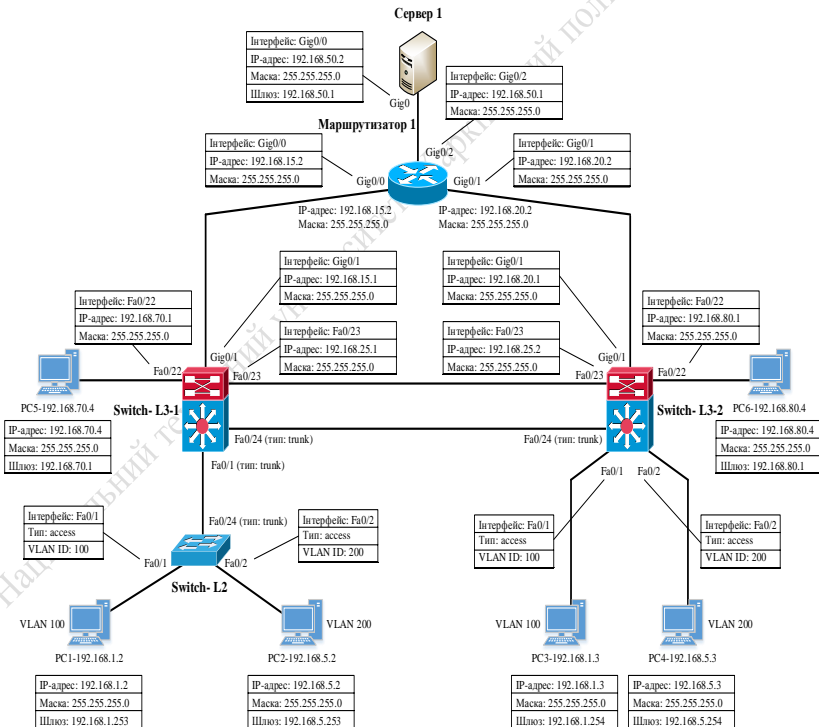 Сервер 1
Інтерфейс: Gig0/0
IP-адрес: 192.168.50.2
Маска: 255.255.255.0
Шлюз: 192.168.50.1
Gig0
Інтерфейс: Gig0/2
IP-адрес: 192.168.50.1
Маска: 255.255.255.0
Маршрутизатор 1
Gig0/2
Інтерфейс: Gig0/0
IP-адрес: 192.168.15.2
Маска: 255.255.255.0
Інтерфейс: Gig0/1
IP-адрес: 192.168.20.2
Маска: 255.255.255.0
Gig0/0
Gig0/1
IP-адрес: 192.168.15.2
Маска: 255.255.255.0
IP-адрес: 192.168.20.2
Маска: 255.255.255.0
Інтерфейс: Gig0/1
IP-адрес: 192.168.15.1
Маска: 255.255.255.0
Інтерфейс: Gig0/1
IP-адрес: 192.168.20.1
Маска: 255.255.255.0
Інтерфейс: Fa0/22
IP-адрес: 192.168.70.1
Маска: 255.255.255.0
Інтерфейс: Fa0/23
IP-адрес: 192.168.25.1
Маска: 255.255.255.0
Інтерфейс: Fa0/23
IP-адрес: 192.168.25.2
Маска: 255.255.255.0
Інтерфейс: Fa0/22
IP-адрес: 192.168.80.1
Маска: 255.255.255.0
Gig0/1
Gig0/1
Fa0/22
Fa0/23
Fa0/23
Fa0/22
PC5-192.168.70.4
Switch- L3-1
Switch- L3-2
PC6-192.168.80.4
IP-адрес: 192.168.70.4
Маска: 255.255.255.0
Шлюз: 192.168.70.1
IP-адрес: 192.168.80.4
Маска: 255.255.255.0
Шлюз: 192.168.80.1
Fa0/24 (тип: trunk)
Fa0/24 (тип: trunk)
Fa0/1 (тип: trunk)
Fa0/1
Fa0/2
Інтерфейс: Fa0/1
Тип: access
VLAN ID: 100
Fa0/24 (тип: trunk)
Інтерфейс: Fa0/2
Тип: access
VLAN ID: 200
Інтерфейс: Fa0/1
Тип: access
VLAN ID: 100
Інтерфейс: Fa0/2
Тип: access
VLAN ID: 200
Fa0/1
Fa0/2
Switch- L2
VLAN 100
VLAN 200
VLAN 100
VLAN 200
PC1-192.168.1.2
PC2-192.168.5.2
PC3-192.168.1.3
PC4-192.168.5.3
IP-адрес: 192.168.1.2
Маска: 255.255.255.0
Шлюз: 192.168.1.253
IP-адрес: 192.168.5.2
Маска: 255.255.255.0
Шлюз: 192.168.5.253
IP-адрес: 192.168.1.3
Маска: 255.255.255.0
Шлюз: 192.168.1.254
IP-адрес: 192.168.5.3
Маска: 255.255.255.0
Шлюз: 192.168.5.254